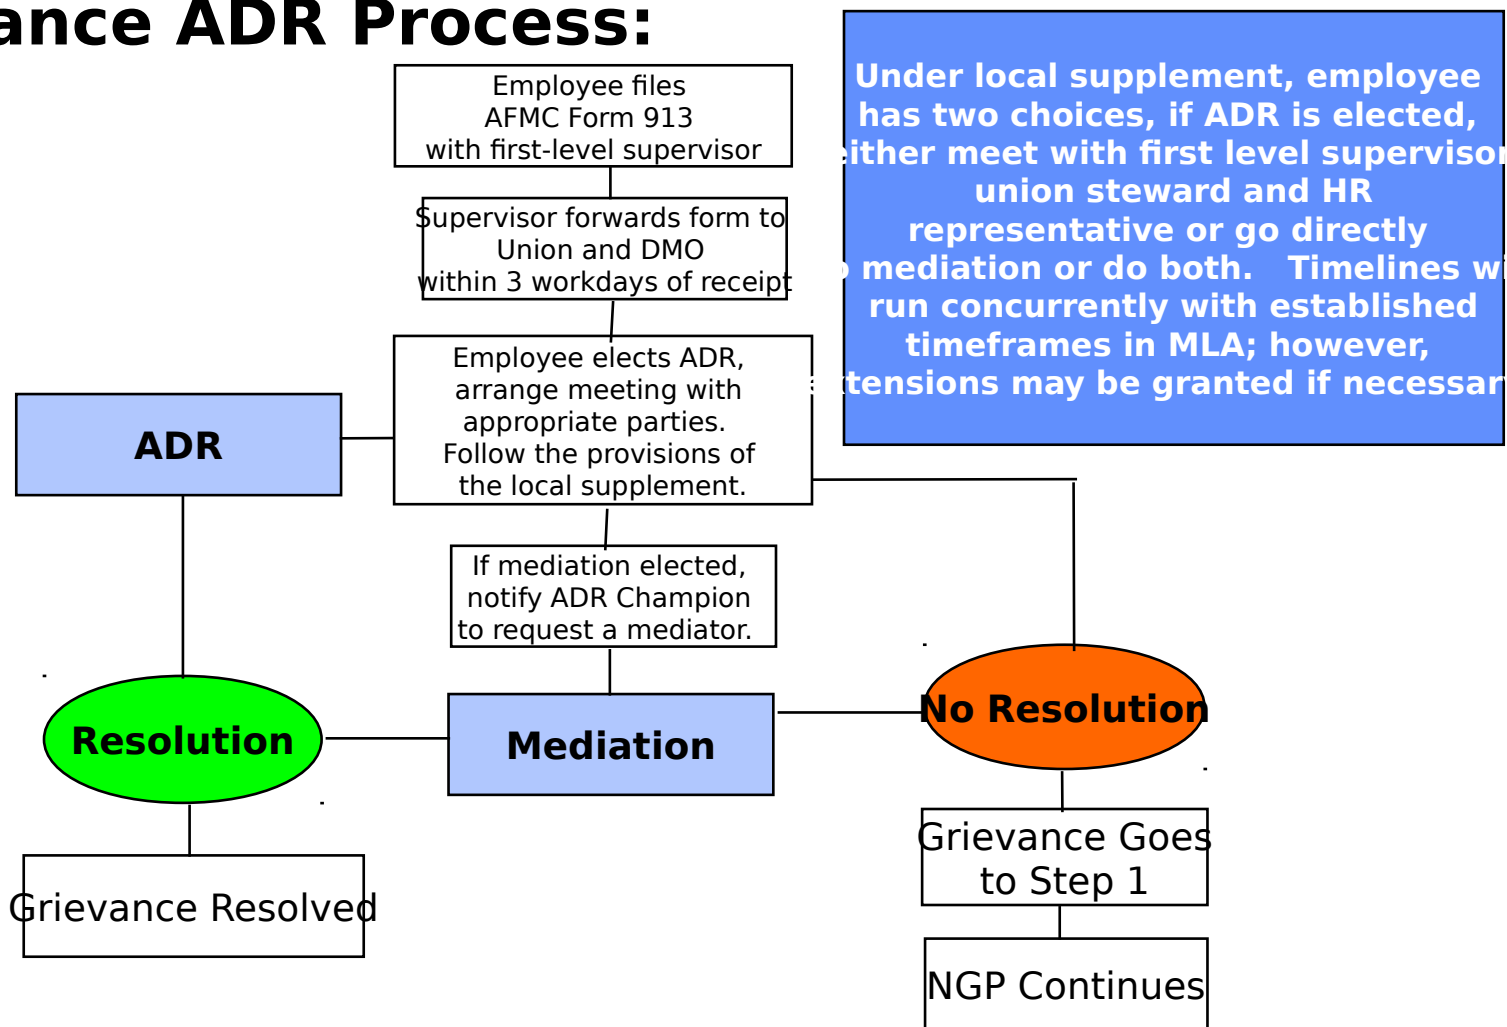 ance ADR Process:
Employee files
AFMC Form 913
with first-level supervisor
Supervisor forwards form to
Union and DMO
within 3 workdays of receipt
Employee elects ADR,
arrange meeting with
appropriate parties.
Follow the provisions of
the local supplement.
If mediation elected,
notify ADR Champion
to request a mediator.
Under local supplement, employee
has two choices, if ADR is elected,
either meet with first level supervisor
union steward and HR
representative or go directly
mediation or do both. Timelines wi
run concurrently with established
timeframes in MLA; however,
extensions may be granted if necessar
ADR
Resolution
Mediation
No Resolution
Grievance Resolved
Grievance Goes
to Step 1
NGP Continues